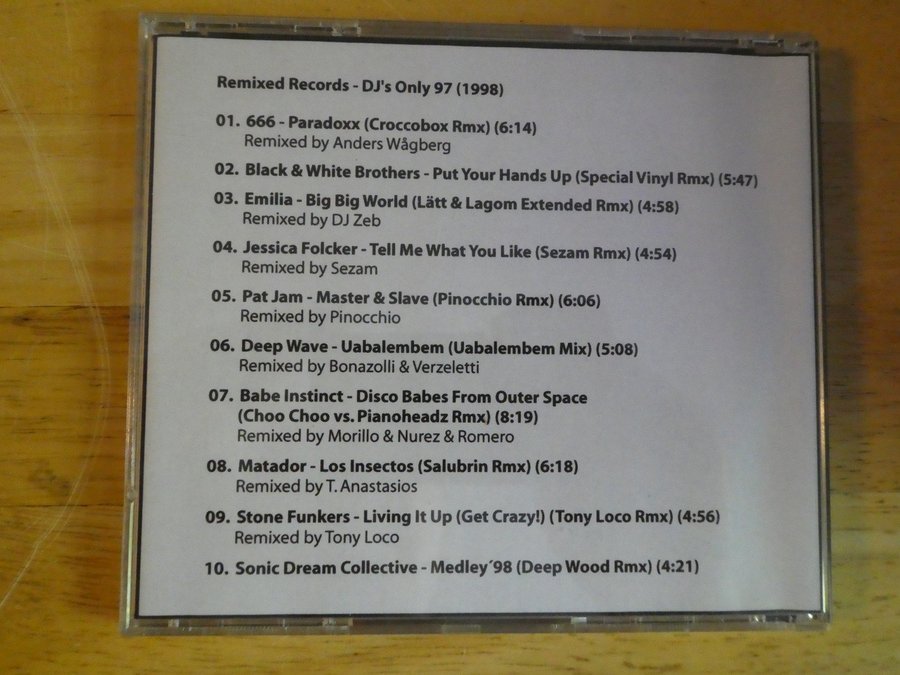 Remixed Records - DJ's Only 97 (1998)
01. 666 - Paradoxx (Croccobox Rmx) (6:14)
Remixed by Anders Wågberg
02. Black & White Brothers - Put Your Hands Up (Special Vinyl Rmx) (5:47)
03. Emilia - Big Big World (Lätt & Lagom Extended Rmx) (4:58)
Remixed by DJ Zeb
04. Jessica Folcker - Tell Me What You Like (Sezam Rmx) (4:54)
Remixed by Sezam
05. Pat Jam - Master & Slave (Pinocchio Rmx) (6:06)
Remixed by Pinocchio
06. Deep Wave - Uabalembem (Uabalembem Mix) (5:08)
Remixed by Bonazolli & Verzeletti
07. Babe Instinct - Disco Babes From Outer Space
(Choo Choo vs. Pianoheadz Rmx) (8:19)
Remixed by Morillo & Nurez & Romero
08. Matador - Los Insectos (Salubrin Rmx) (6:18)
Remixed by T. Anastasios
09. Stone Funkers - Living It Up (Get Crazy!) (Tony Loco Rmx) (4:56)
Remixed by Tony Loco
10. Sonic Dream Collective - Medley´98 (Deep Wood Rmx) (4:21)